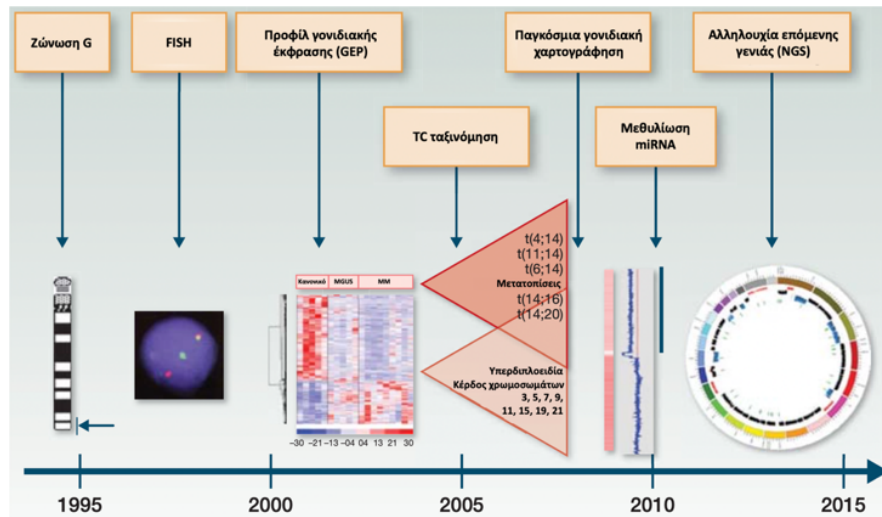 Ζώνωση G
FISH
Προφίλ γονιδιακής
έκφρασης (GEP)
Παγκόσμια γονιδιακή
χαρτογράφηση
Αλληλουχία επόμενης
γενιάς (NGS)
TC ταξινόμηση
Μεθυλίωση
miRNA
t(4;14)
t(11;14)
t(6;14)
Μετατοπίσεις
t(14;16)
t(14;20)
Κανονικό MGUS MM
Υπερδιπλοειδία
Κέρδος χρωμοσωμάτων
3, 5, 7, 9,
11, 15, 19, 21
–30 –21 –13 –04 04 13 21 30
1995 2000 2005 2010 2015